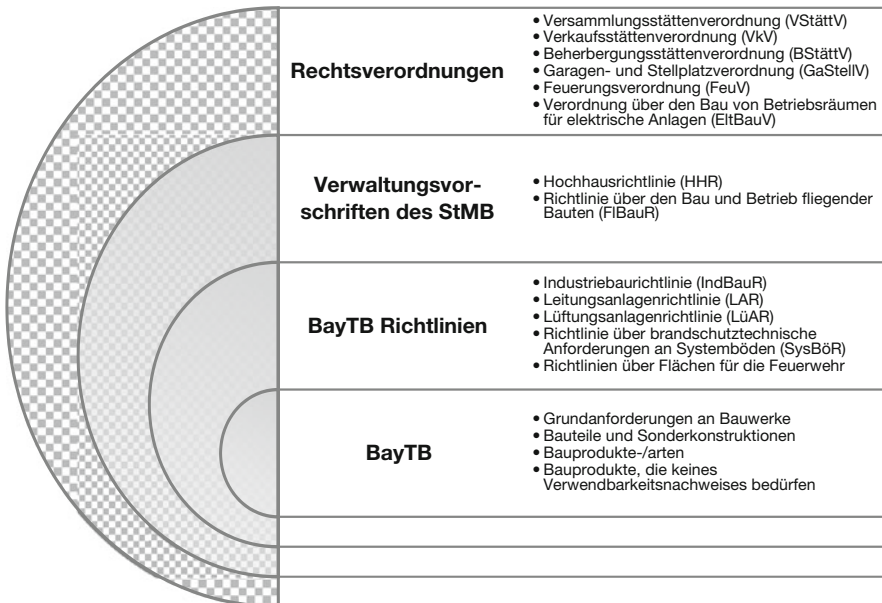 Rechtsverordnungen
• Versammlungsstättenverordnung (VStättV)
• Verkaufsstättenverordnung (VkV)
• Beherbergungsstättenverordnung (BStättV)
• Garagen- und Stellplatzverordnung (GaStellV)
• Feuerungsverordnung (FeuV)
• Verordnung über den Bau von Betriebsräumen
für elektrische Anlagen (EltBauV)
Verwaltungsvor-
schriften des StMB
• Hochhausrichtlinie (HHR)
• Richtlinie über den Bau und Betrieb fliegender
Bauten (FlBauR)
BayTB Richtlinien
• Industriebaurichtlinie (IndBauR)
• Leitungsanlagenrichtlinie (LAR)
• Lüftungsanlagenrichtlinie (LüAR)
• Richtlinie über brandschutztechnische
Anforderungen an Systemböden (SysBöR)
• Richtlinien über Flächen für die Feuerwehr
BayTB
• Grundanforderungen an Bauwerke
• Bauteile und Sonderkonstruktionen
• Bauprodukte-/arten
• Bauprodukte, die keines
Verwendbarkeitsnachweises bedürfen